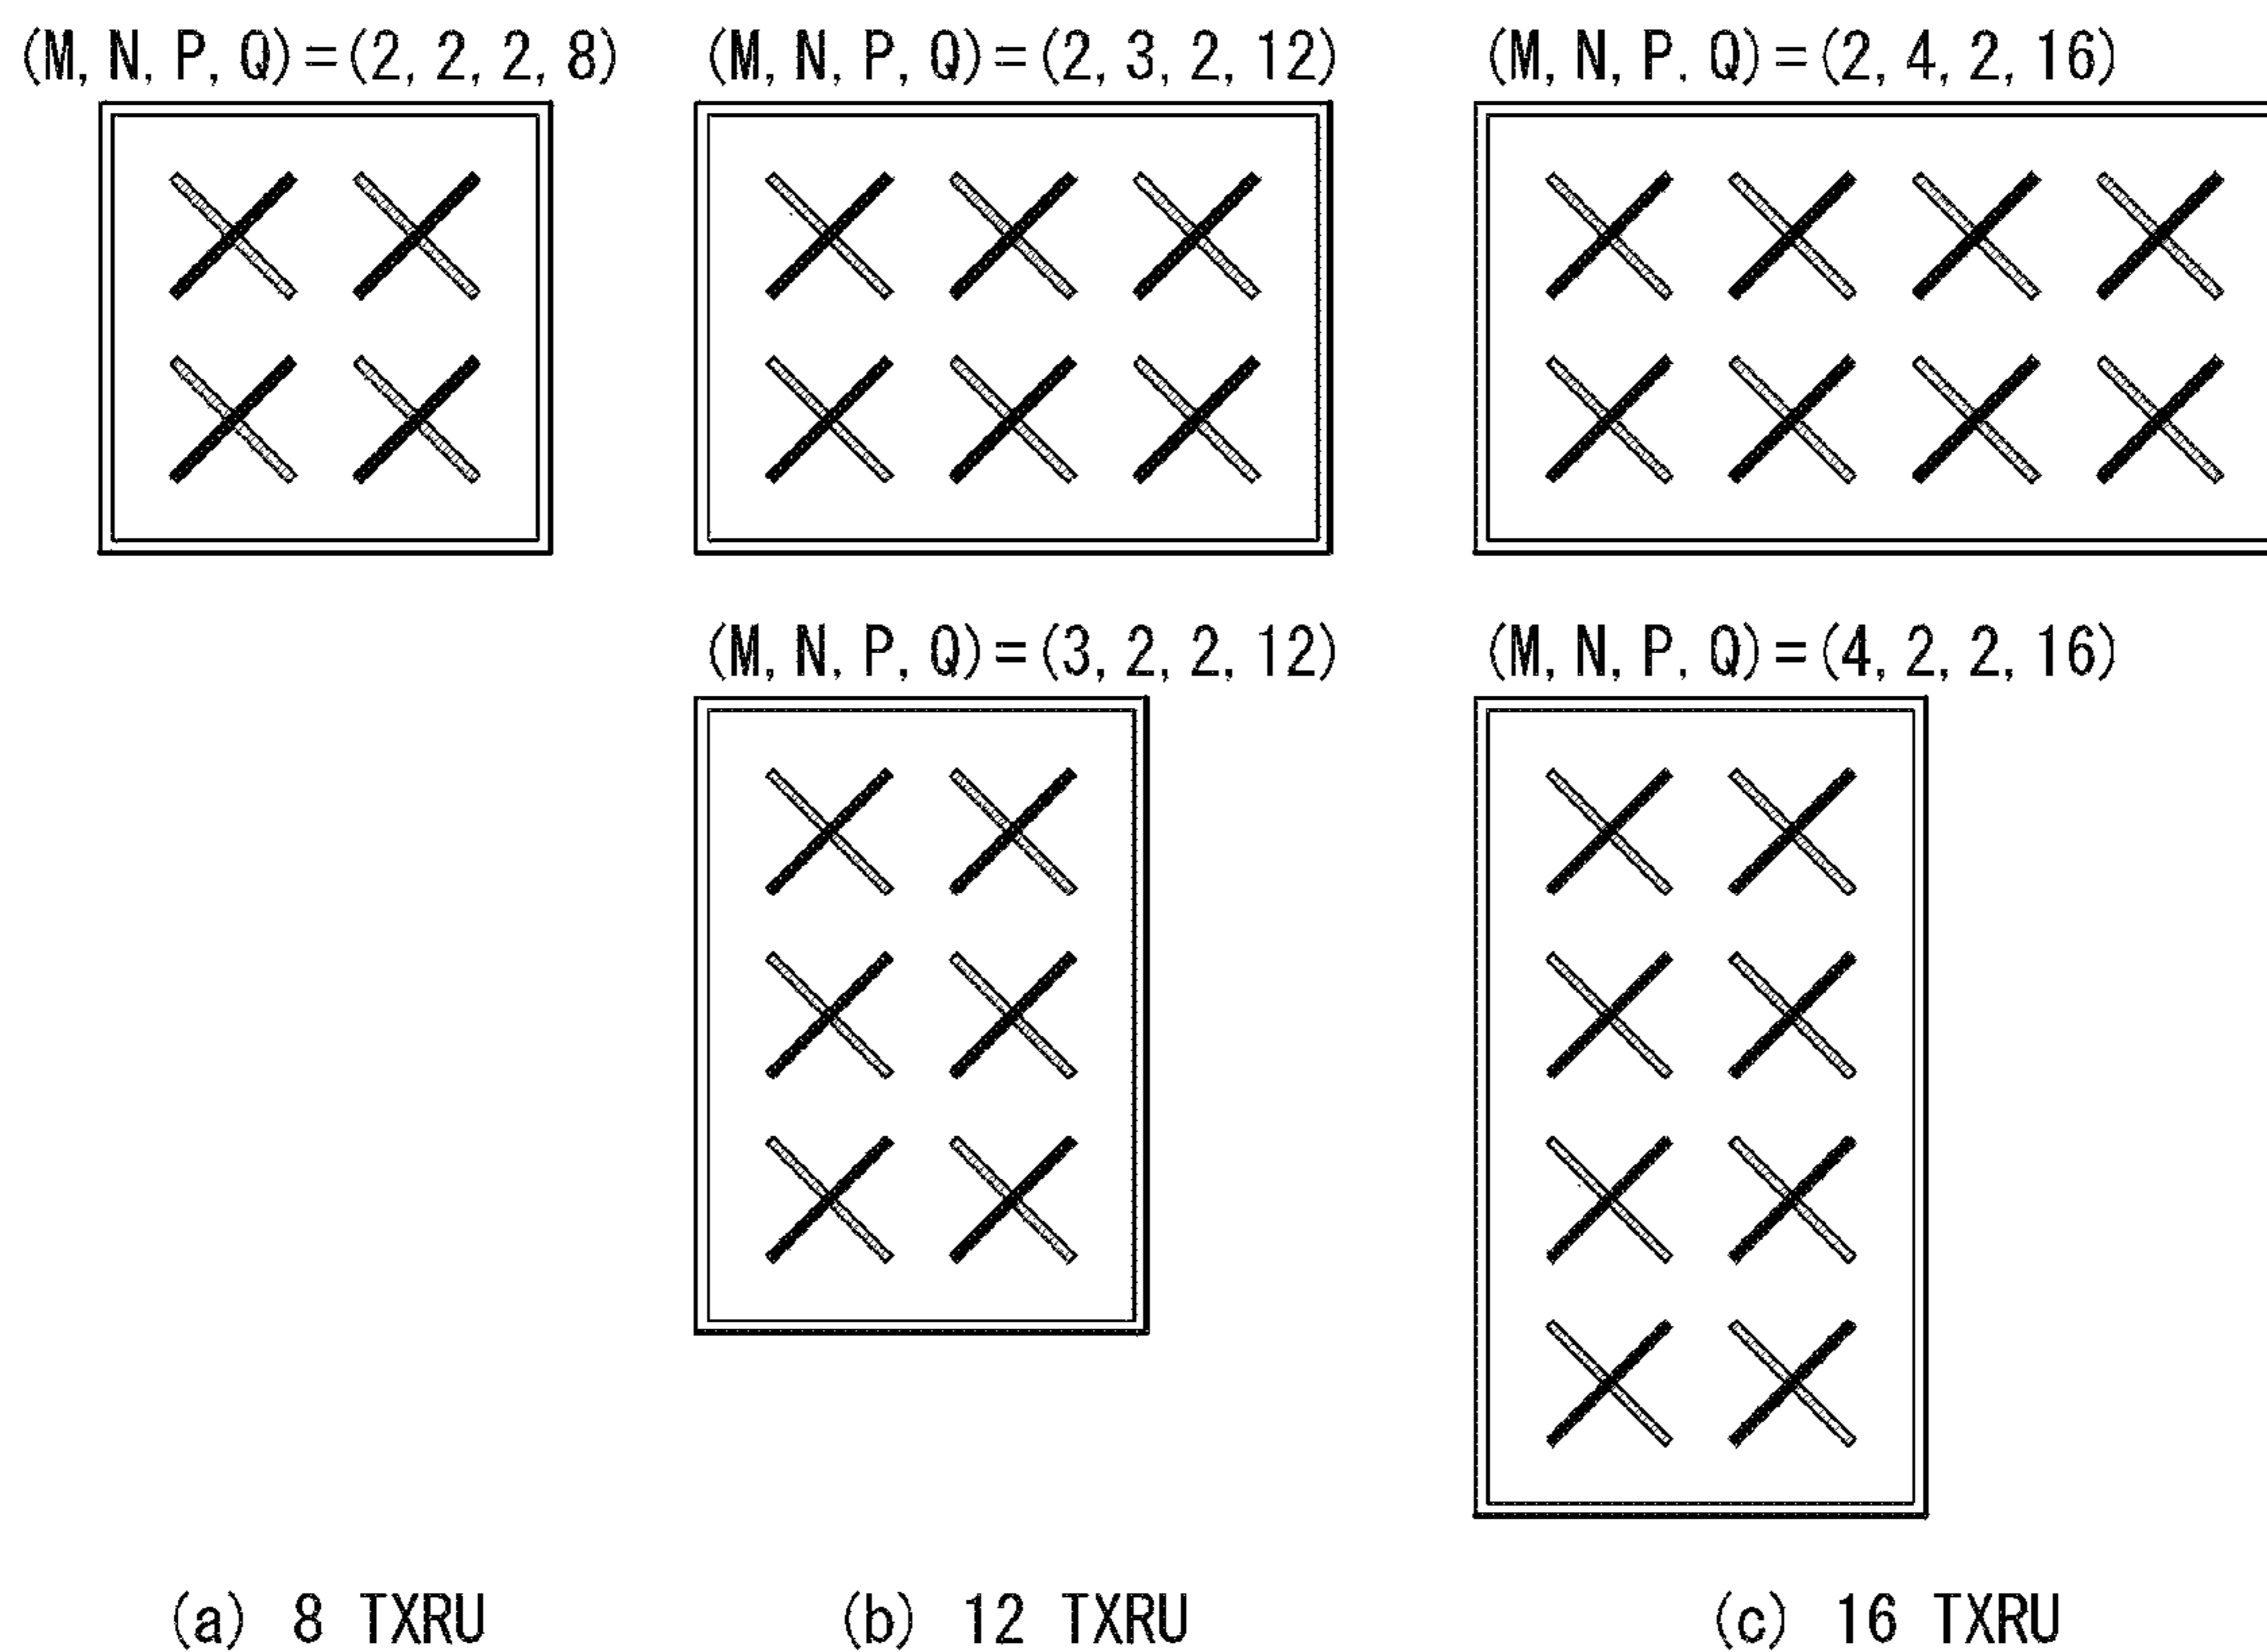 (M, N, P, Q)=(2, 2, 2, 8)
(M, N, P, Q)=(2, 3, 2, 12)
(M, N, P, Q)=(2, 4, 2, 16)
(M, N, P, Q)=(3, 2, 2, 12)
(M, N, P, Q)=(4, 2, 2, 16)
(a) 8 TXRU
(b) 12 TXRU
(c) 16 TXRU